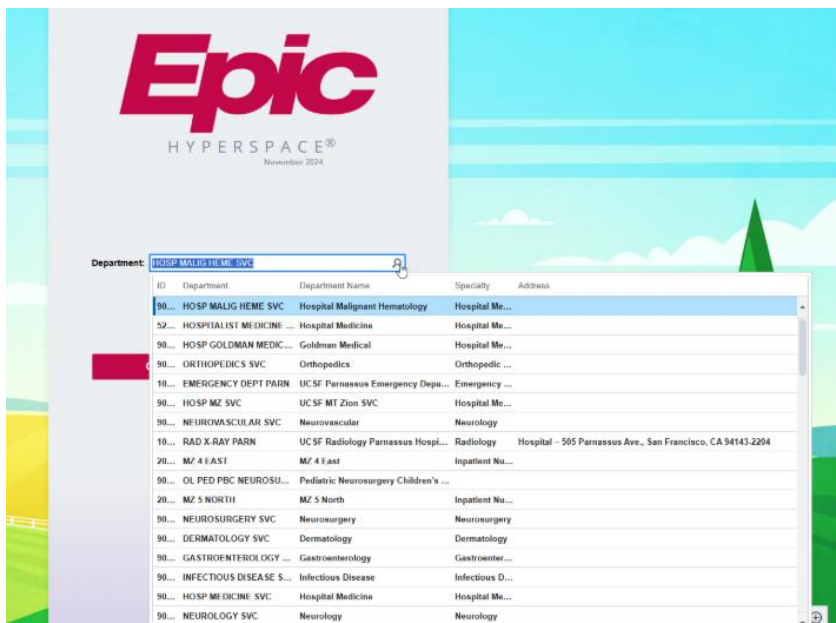 Epic
HYPERSPACE®
November 2024
Department: HOSP MALIG HEME SVC
ID Department Department Name Specialty Address
90... HOSP MALIG HEME SVC Hospital Malignant Hematology Hospital Me...
52... HOSPITALIST MEDICINE ... Hospital Medicine Hospital Me...
90... HOSP GOLDMAN MEDIC... Goldman Medical Hospital Me...
90... ORTHOPEDICS SVC Orthopedics Orthopedic ...
10... EMERGENCY DEPT PARN UCSF Parnassus Emergency Depa... Emergency ...
90... HOSP MZ SVC UCSF MT Zion SVC Hospital Me...
90... NEUROVASCULAR SVC Neurovascular Neurology
10... RAD X-RAY PARN UCSF Radiology Parnassus Hospi... Radiology Hospital – 505 Parnassus Ave., San Francisco, CA 94143-2204
20... MZ 4 EAST MZ 4 East Inpatient Nu...
90... OL PED PBC NEUROSU... Pediatric Neurosurgery Children's ...
20... MZ 5 NORTH MZ 5 North Inpatient Nu...
90... NEUROSURGERY SVC Neurosurgery Neurosurgery
90... DERMATOLOGY SVC Dermatology Dermatology
90... GASTROENTEROLOGY ... Gastroenterology Gastroenter...
90... INFECTIOUS DISEASE S... Infectious Disease Infectious D...
90... HOSP MEDICINE SVC Hospital Medicine Hospital Me...
90... NEUROLOGY SVC Neurology Neurology